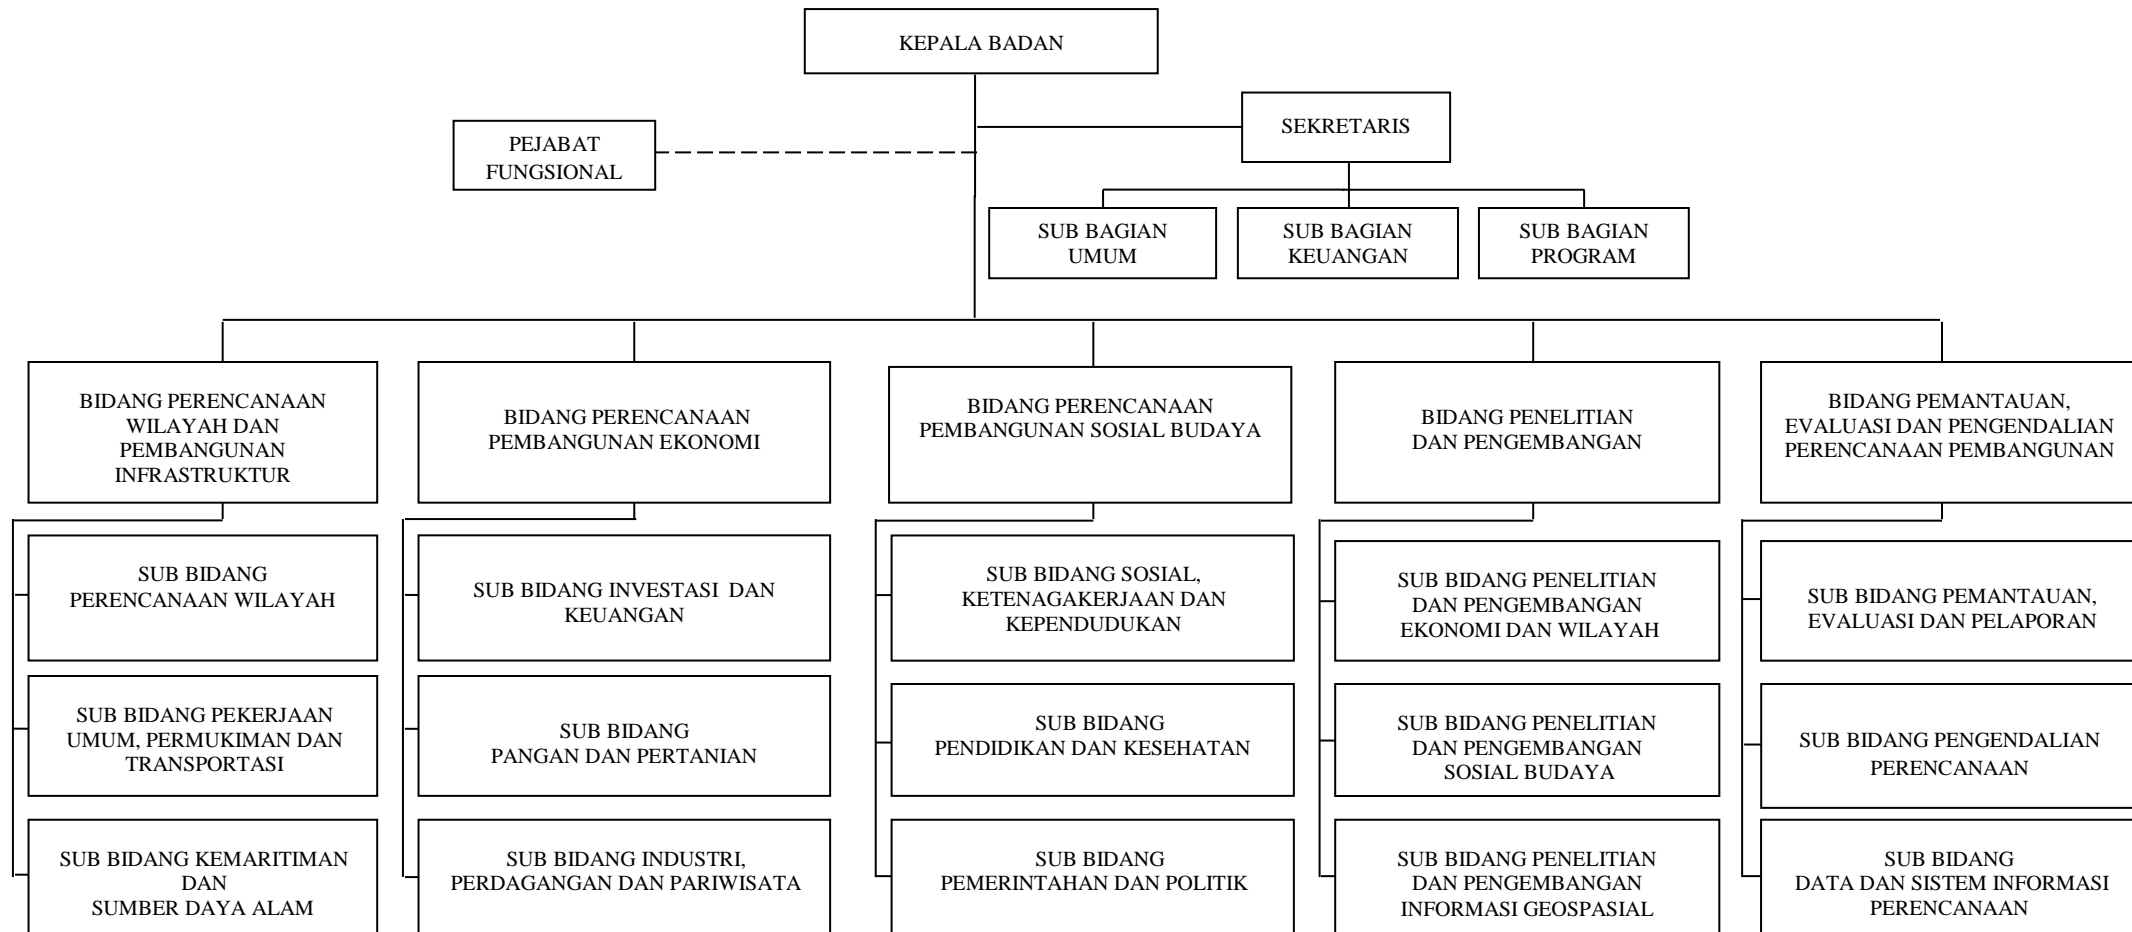 KEPALA BADAN
SEKRETARIS
PEJABAT
FUNGSIONAL
SUB BAGIAN
UMUM
SUB BAGIAN
KEUANGAN
SUB BAGIAN
PROGRAM
BIDANG PERENCANAAN
WILAYAH DAN
PEMBANGUNAN
INFRASTRUKTUR
BIDANG PERENCANAAN
PEMBANGUNAN EKONOMI
BIDANG PERENCANAAN
PEMBANGUNAN SOSIAL BUDAYA
BIDANG PENELITIAN
DAN PENGEMBANGAN
BIDANG PEMANTAUAN,
EVALUASI DAN PENGENDALIAN
PERENCANAAN PEMBANGUNAN
SUB BIDANG
PERENCANAAN WILAYAH
SUB BIDANG INVESTASI DAN
KEUANGAN
SUB BIDANG SOSIAL,
KETENAGAKERJAAN DAN
KEPENDUDUKAN
SUB BIDANG PENELITIAN
DAN PENGEMBANGAN
EKONOMI DAN WILAYAH
SUB BIDANG PEMANTAUAN,
EVALUASI DAN PELAPORAN
SUB BIDANG PEKERJAAN
UMUM, PERMUKIMAN DAN
TRANSPORTASI
SUB BIDANG
PANGAN DAN PERTANIAN
SUB BIDANG
PENDIDIKAN DAN KESEHATAN
SUB BIDANG PENELITIAN
DAN PENGEMBANGAN
SOSIAL BUDAYA
SUB BIDANG PENGENDALIAN
PERENCANAAN
SUB BIDANG KEMARITIMAN
DAN
SUMBER DAYA ALAM
SUB BIDANG INDUSTRI,
PERDAGANGAN DAN PARIWISATA
SUB BIDANG
PEMERINTAHAN DAN POLITIK
SUB BIDANG PENELITIAN
DAN PENGEMBANGAN
INFORMASI GEOSPASIAL
SUB BIDANG
DATA DAN SISTEM INFORMASI
PERENCANAAN